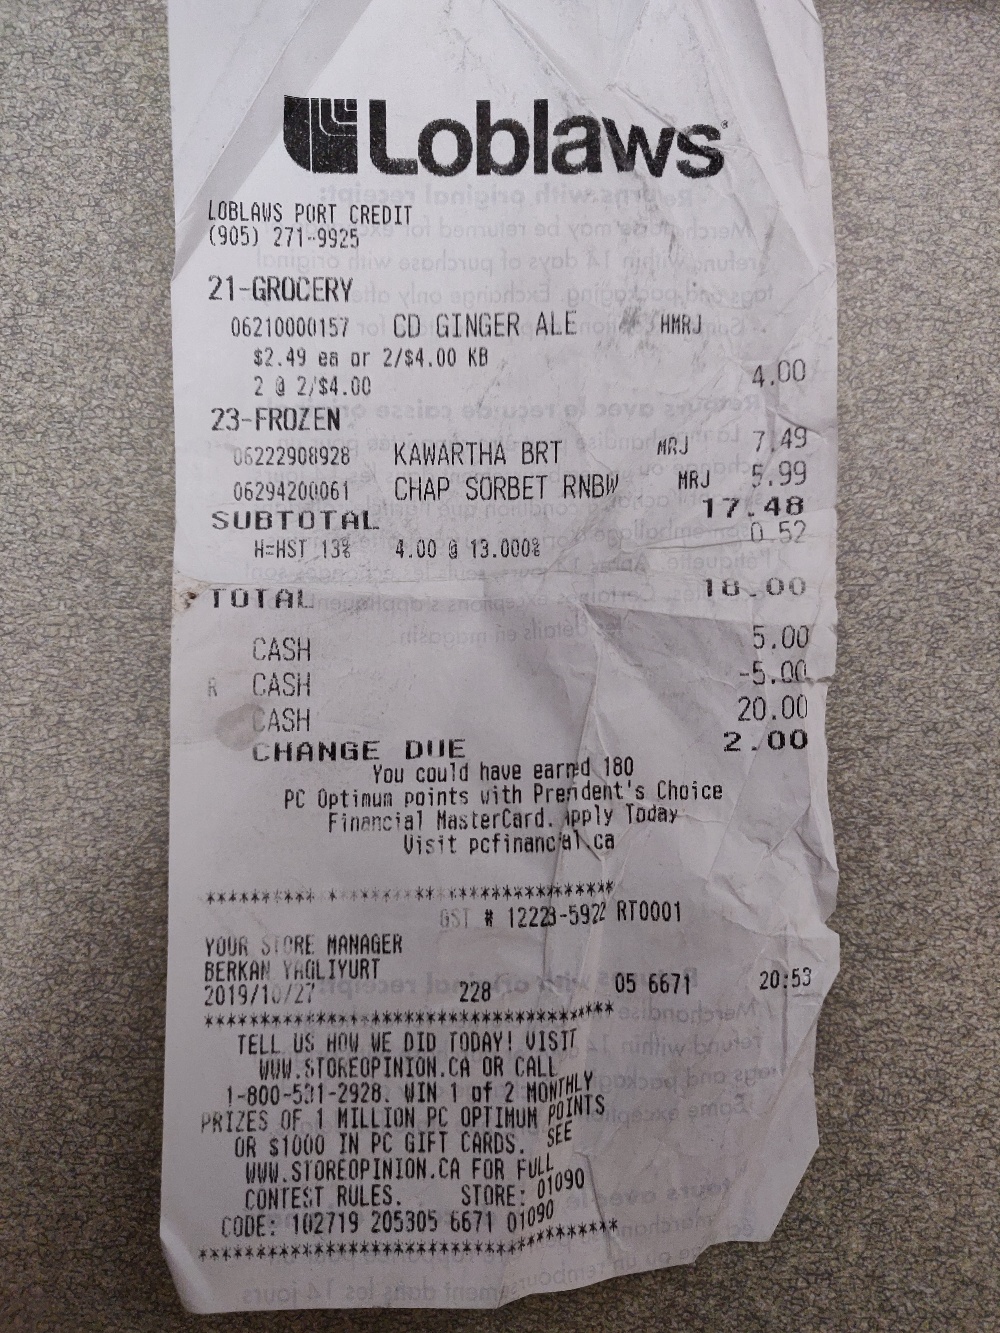 Loblaws
LOBLAWS PORT CREDIT
(905) 271-9925
21-GROCERY
06210000157 CD GINGER ALE HMRJ
$2.49 ea or 2/$4.00 KB
2 @ 2/$4.00 4.00
23-FROZEN
06222908928 KAWARTHA BRT MRJ 7.49
06294200061 CHAP SORBET RNBW MRJ 5.99
SUBTOTAL 17.48
H=HST 13% 4.00 @ 13.000% 0.52
TOTAL 18.00
CASH 5.00
R CASH -5.00
CASH 20.00
CHANGE DUE 2.00
You could have earned 180
PC Optimum points with President's Choice
Financial MasterCard. Apply Today
Visit pcfinancial.ca
********************************************
GST # 12223-5922 RT0001
YOUR STORE MANAGER
BERKAN YAGLIYURT
2019/10/27 228 05 6671 20:53
********************************************
TELL US HOW WE DID TODAY! VISIT
WWW.STOREOPINION.CA OR CALL
1-800-531-2928. WIN 1 of 2 MONTHLY
PRIZES OF 1 MILLION PC OPTIMUM POINTS
OR $1000 IN PC GIFT CARDS. SEE
WWW.STOREOPINION.CA FOR FULL
CONTEST RULES. STORE: 01090
CODE: 102719 205305 6671 01090
********************************************